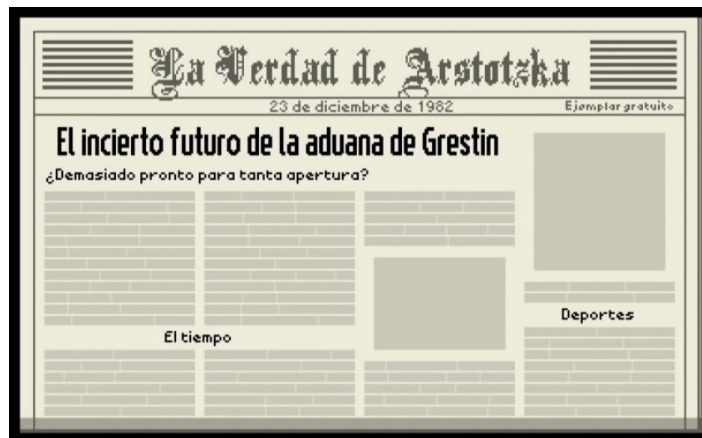 La Verdad de Arstotzka
23 de diciembre de 1982
Ejemplar gratuito
El incierto futuro de la aduana de Grestin
¿Demasiado pronto para tanta apertura?
El tiempo
Deportes